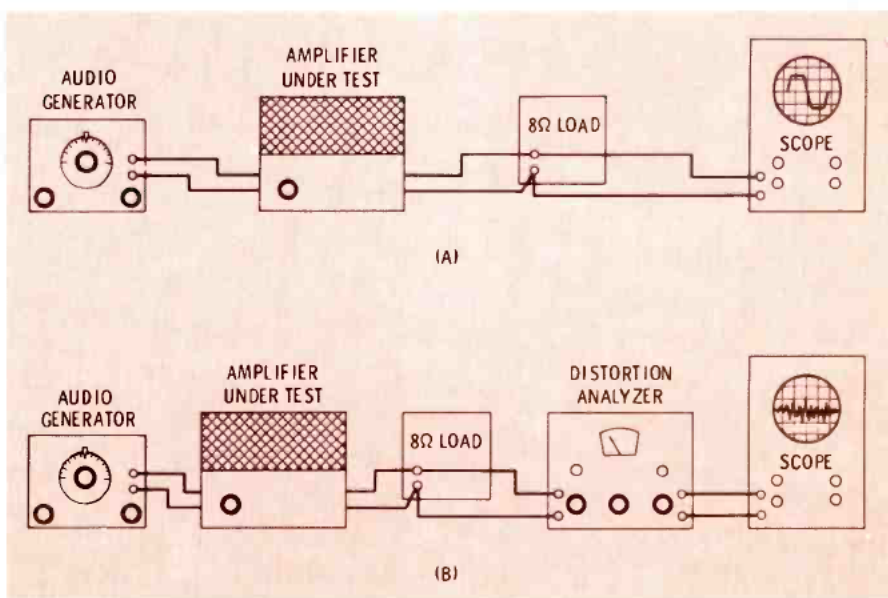 AUDIO
GENERATOR
AMPLIFIER
UNDER TEST
8Ω LOAD
SCOPE
(A)
AUDIO
GENERATOR
AMPLIFIER
UNDER TEST
8Ω LOAD
DISTORTION
ANALYZER
SCOPE
(B)